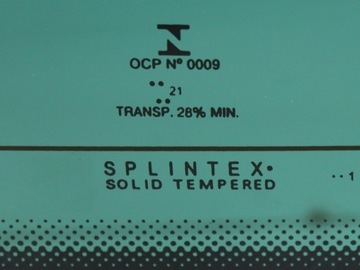 OCP Nº 0009
21
TRANSP. 28% MIN.
SPLINTEX
SOLID TEMPERED
··1